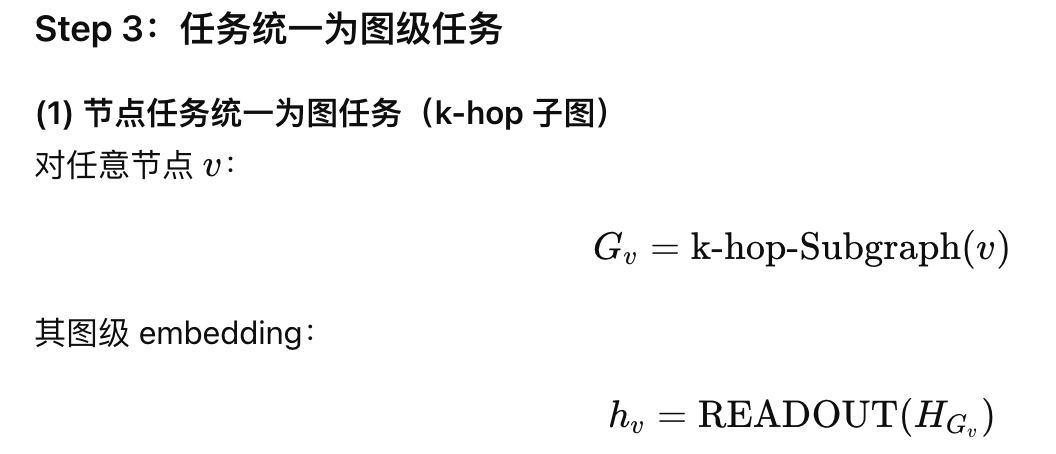 Step 3：任务统一为图级任务
(1) 节点任务统一为图任务（k-hop 子图）
对任意节点 v：
G_v = k-hop-Subgraph(v)
其图级 embedding：
h_v = READOUT(H_{G_v})